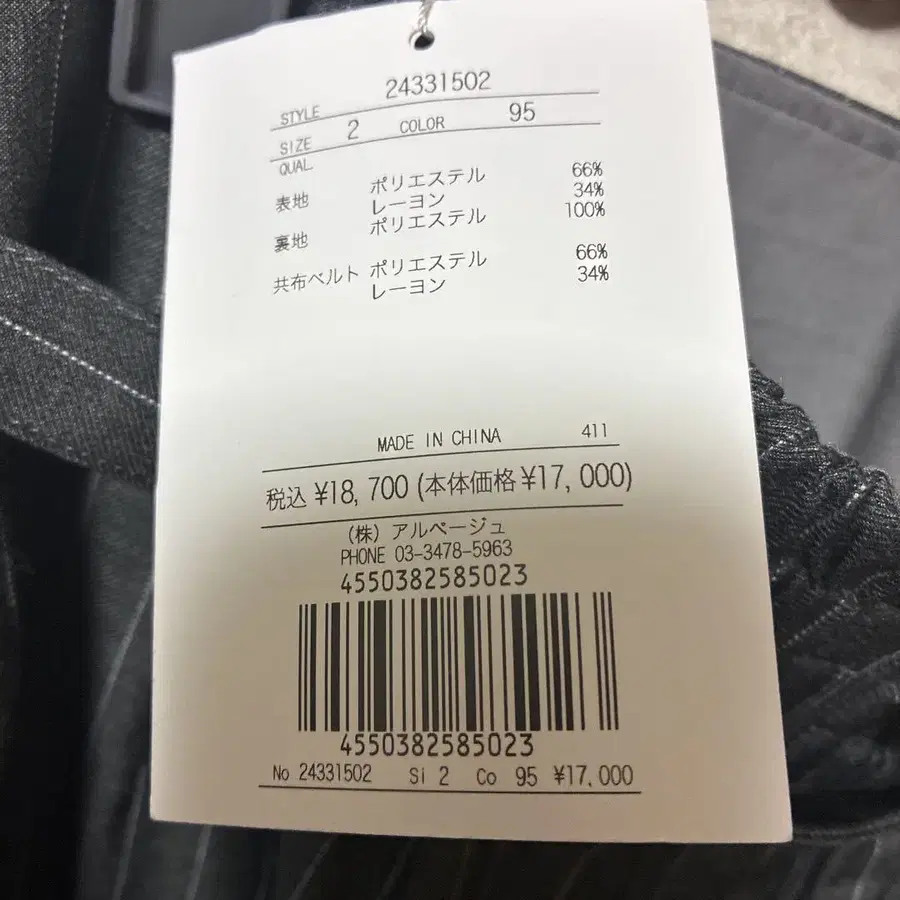 STYLE 24331502
SIZE 2 COLOR 95
QUAL.
表地 ポリエステル 66%
レーヨン 34%
裏地 ポリエステル 100%
共布ベルト ポリエステル 66%
レーヨン 34%
MADE IN CHINA 411
税込 ¥18,700 (本体価格¥17,000)
(株) アルページュ
PHONE 03-3478-5963
4550382585023
4550382585023
No 24331502 Si 2 Co 95 ¥17,000